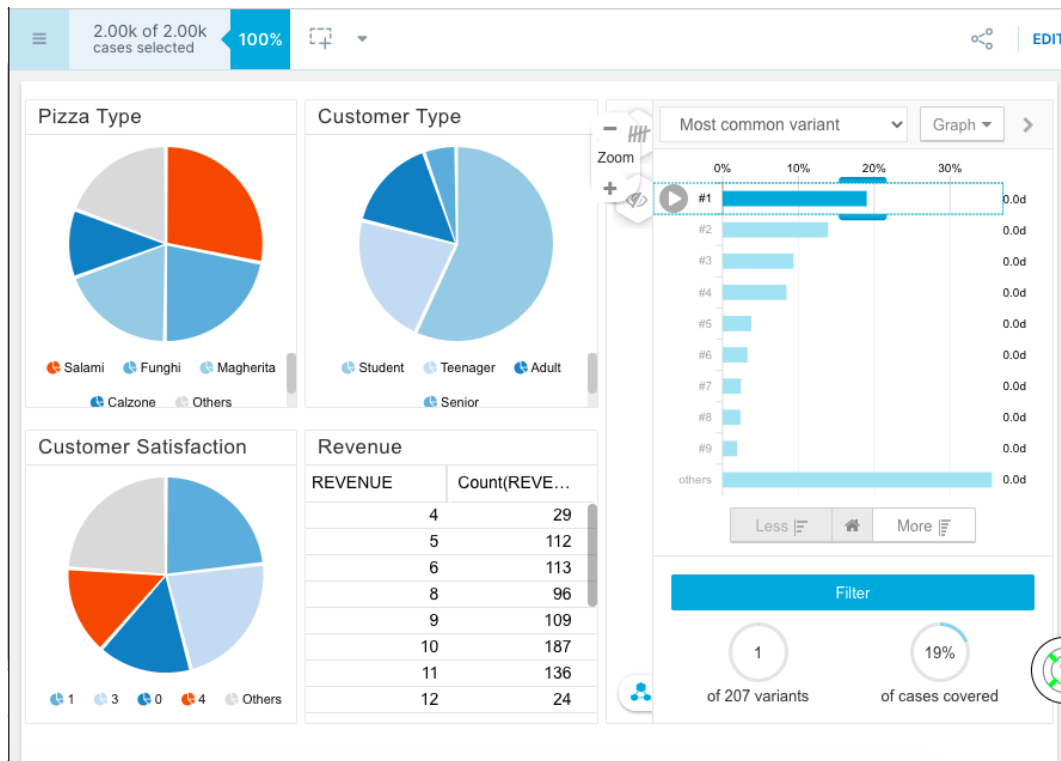 2.00k of 2.00k
cases selected
100%
EDIT
Pizza Type
Salami Funghi Magherita
Calzone Others
Customer Type
Student Teenager Adult
Senior
Customer Satisfaction
1 3 0 4 Others
Revenue
REVENUE Count(REVE...
4 29
5 112
6 113
8 96
9 109
10 187
11 136
12 24
Zoom
Most common variant
Graph
0% 10% 20% 30%
#1 0.0d
#2 0.0d
#3 0.0d
#4 0.0d
#5 0.0d
#6 0.0d
#7 0.0d
#8 0.0d
#9 0.0d
others 0.0d
Less More
Filter
1 19%
of 207 variants of cases covered